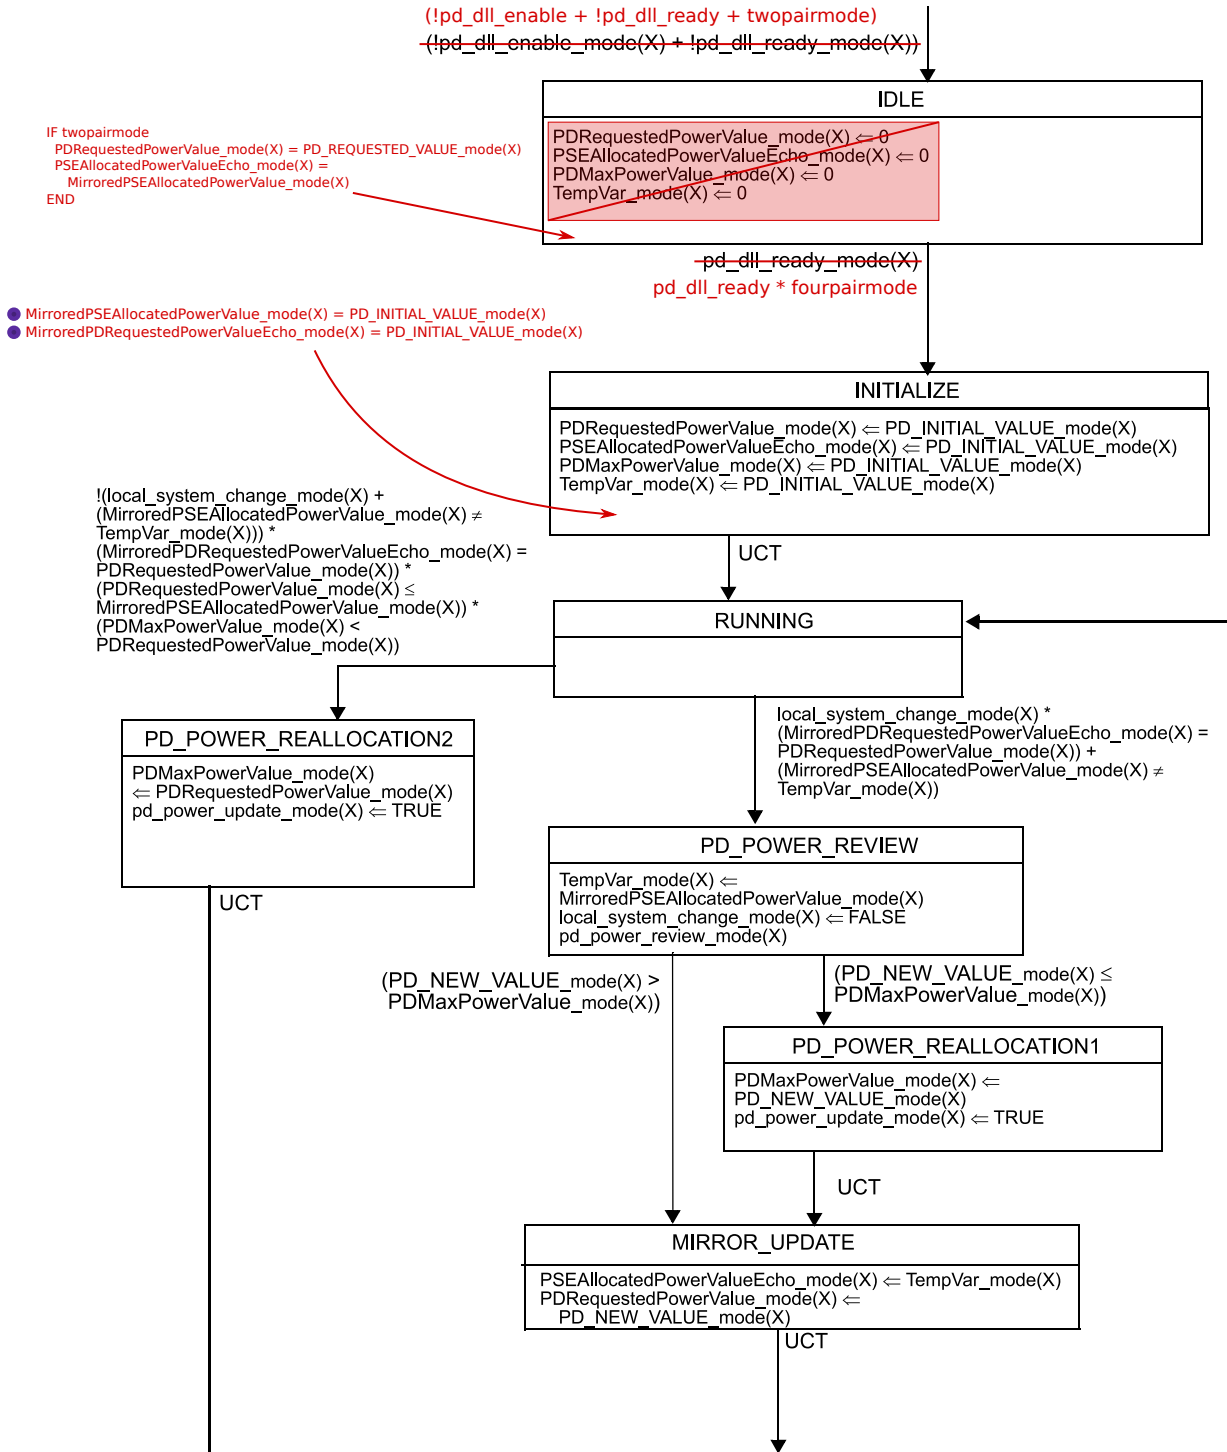 (!pd_dll_enable + !pd_dll_ready + twopairmode)
(!pd_dll_enable_mode(X) + !pd_dll_ready_mode(X))
IDLE
IF twopairmode
PDRequestedPowerValue_mode(X) = PD_REQUESTED_VALUE_mode(X)
PSEAllocatedPowerValueEcho_mode(X) =
MirroredPSEAllocatedPowerValue_mode(X)
END
PDRequestedPowerValue_mode(X) ⇐ 0
PSEAllocatedPowerValueEcho_mode(X) ⇐ 0
PDMaxPowerValue_mode(X) ⇐ 0
TempVar_mode(X) ⇐ 0
pd_dll_ready_mode(X)
pd_dll_ready * fourpairmode
MirroredPSEAllocatedPowerValue_mode(X) = PD_INITIAL_VALUE_mode(X)
MirroredPDRequestedPowerValueEcho_mode(X) = PD_INITIAL_VALUE_mode(X)
INITIALIZE
PDRequestedPowerValue_mode(X) ⇐ PD_INITIAL_VALUE_mode(X)
PSEAllocatedPowerValueEcho_mode(X) ⇐ PD_INITIAL_VALUE_mode(X)
PDMaxPowerValue_mode(X) ⇐ PD_INITIAL_VALUE_mode(X)
TempVar_mode(X) ⇐ PD_INITIAL_VALUE_mode(X)
UCT
!(local_system_change_mode(X) +
(MirroredPSEAllocatedPowerValue_mode(X) ≠
TempVar_mode(X))) *
(MirroredPDRequestedPowerValueEcho_mode(X) =
PDRequestedPowerValue_mode(X)) *
(PDRequestedPowerValue_mode(X) ≤
MirroredPSEAllocatedPowerValue_mode(X)) *
(PDMaxPowerValue_mode(X) <
PDRequestedPowerValue_mode(X))
RUNNING
local_system_change_mode(X) *
(MirroredPDRequestedPowerValueEcho_mode(X) =
PDRequestedPowerValue_mode(X)) +
(MirroredPSEAllocatedPowerValue_mode(X) ≠
TempVar_mode(X))
PD_POWER_REALLOCATION2
PDMaxPowerValue_mode(X)
⇐ PDRequestedPowerValue_mode(X)
pd_power_update_mode(X) ⇐ TRUE
UCT
PD_POWER_REVIEW
TempVar_mode(X) ⇐
MirroredPSEAllocatedPowerValue_mode(X)
local_system_change_mode(X) ⇐ FALSE
pd_power_review_mode(X)
(PD_NEW_VALUE_mode(X) >
PDMaxPowerValue_mode(X))
(PD_NEW_VALUE_mode(X) ≤
PDMaxPowerValue_mode(X))
PD_POWER_REALLOCATION1
PDMaxPowerValue_mode(X) ⇐
PD_NEW_VALUE_mode(X)
pd_power_update_mode(X) ⇐ TRUE
UCT
MIRROR_UPDATE
PSEAllocatedPowerValueEcho_mode(X) ⇐ TempVar_mode(X)
PDRequestedPowerValue_mode(X) ⇐
PD_NEW_VALUE_mode(X)
UCT